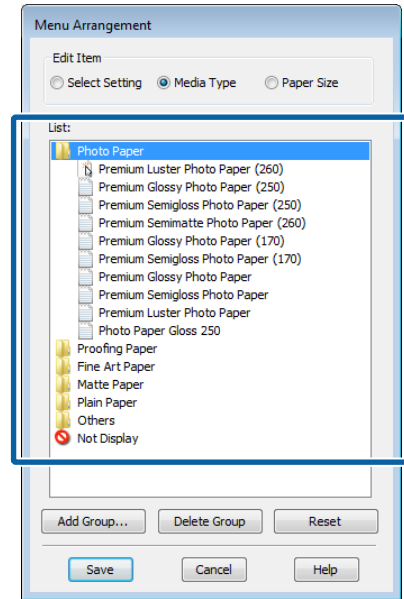 Menu Arrangement
Edit Item
Select Setting Media Type Paper Size
List:
Photo Paper
Premium Luster Photo Paper (260)
Premium Glossy Photo Paper (250)
Premium Semigloss Photo Paper (250)
Premium Semimatte Photo Paper (260)
Premium Glossy Photo Paper (170)
Premium Semigloss Photo Paper (170)
Premium Glossy Photo Paper
Premium Semigloss Photo Paper
Premium Luster Photo Paper
Photo Paper Gloss 250
Proofing Paper
Fine Art Paper
Matte Paper
Plain Paper
Others
Not Display
Add Group... Delete Group Reset
Save Cancel Help